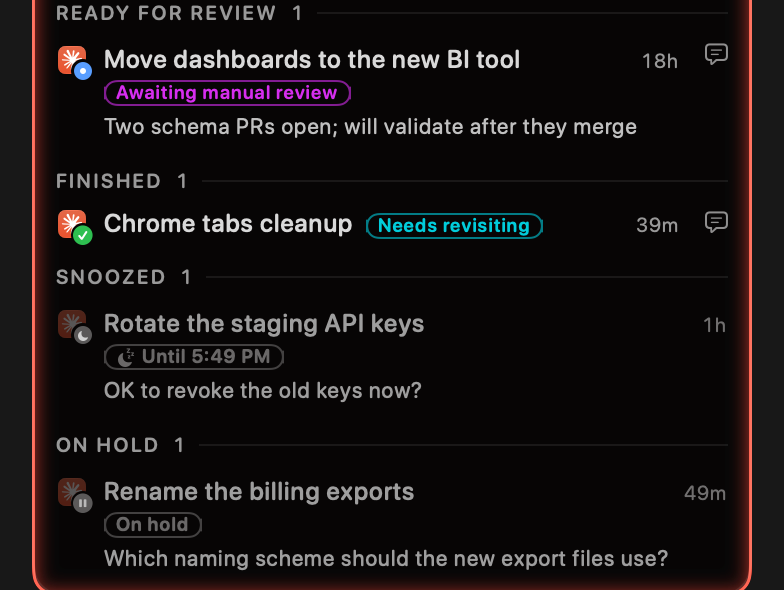 READY FOR REVIEW 1
Move dashboards to the new BI tool 18h
Awaiting manual review
Two schema PRs open; will validate after they merge
FINISHED 1
Chrome tabs cleanup Needs revisiting 39m
SNOOZED 1
Rotate the staging API keys 1h
Until 5:49 PM
OK to revoke the old keys now?
ON HOLD 1
Rename the billing exports 49m
On hold
Which naming scheme should the new export files use?